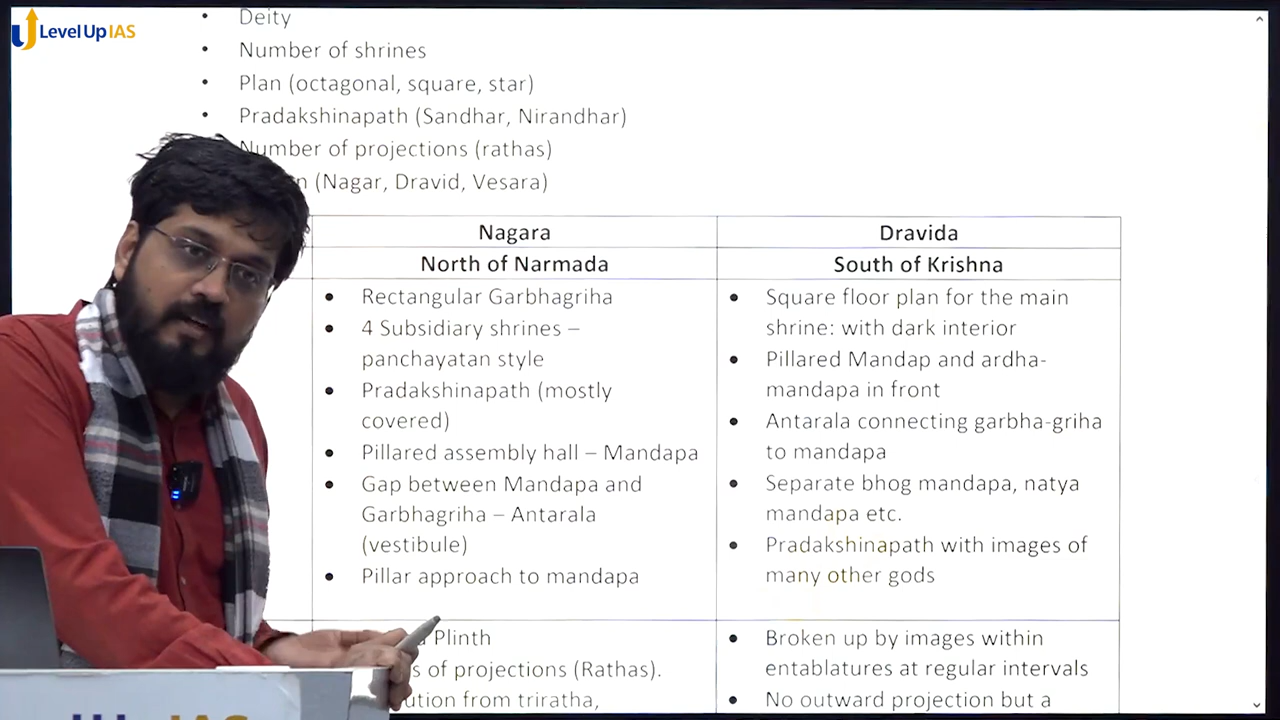 Level Up IAS
• Deity
• Number of shrines
• Plan (octagonal, square, star)
• Pradakshinapath (Sandhar, Nirandhar)
Number of projections (rathas)
(Nagar, Dravid, Vesara)
Nagara Dravida
North of Narmada South of Krishna
• Rectangular Garbhagriha
• 4 Subsidiary shrines –
panchayatan style
• Pradakshinapath (mostly
covered)
• Pillared assembly hall – Mandapa
• Gap between Mandapa and
Garbhagriha – Antarala
(vestibule)
• Pillar approach to mandapa
• Square floor plan for the main
shrine: with dark interior
• Pillared Mandap and ardha-
mandapa in front
• Antarala connecting garbha-griha
to mandapa
• Separate bhog mandapa, natya
mandapa etc.
• Pradakshinapath with images of
many other gods
Plinth
of projections (Rathas).
from triratha,
• Broken up by images within
entablatures at regular intervals
• No outward projection but a